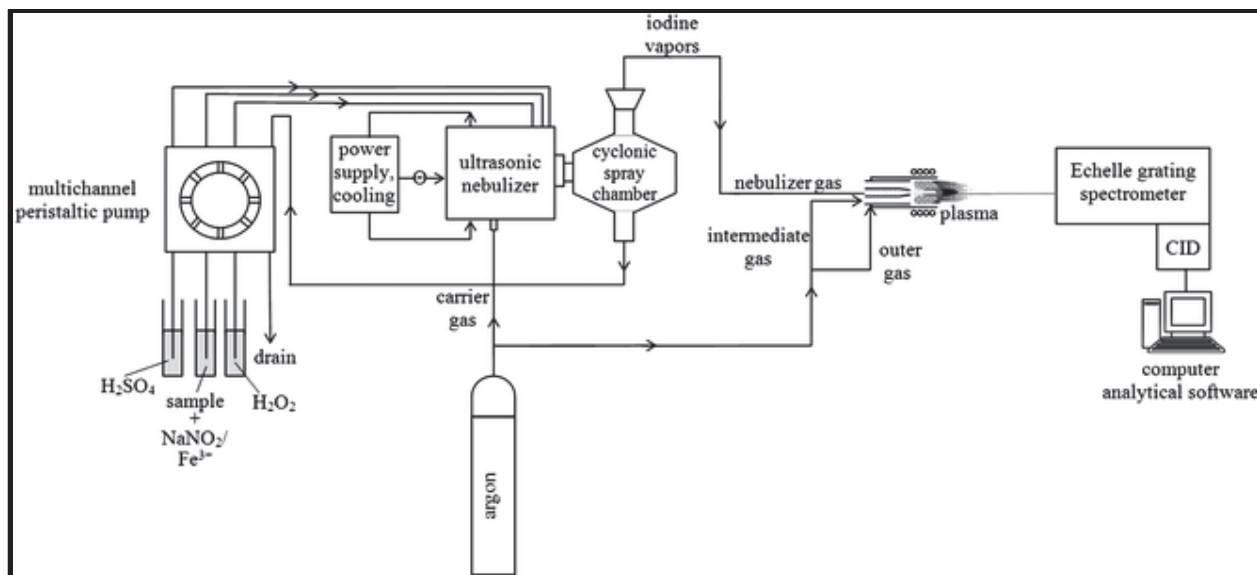 iodine
vapors
power
supply,
cooling
ultrasonic
nebulizer
cyclonic
spray
chamber
multichannel
peristaltic pump
nebulizer gas
plasma
Echelle grating
spectrometer
CID
intermediate
gas
outer
gas
carrier
gas
drain
H₂SO₄
sample
+
NaNO₂/
Fe³⁼
H₂O₂
computer
analytical software
argon